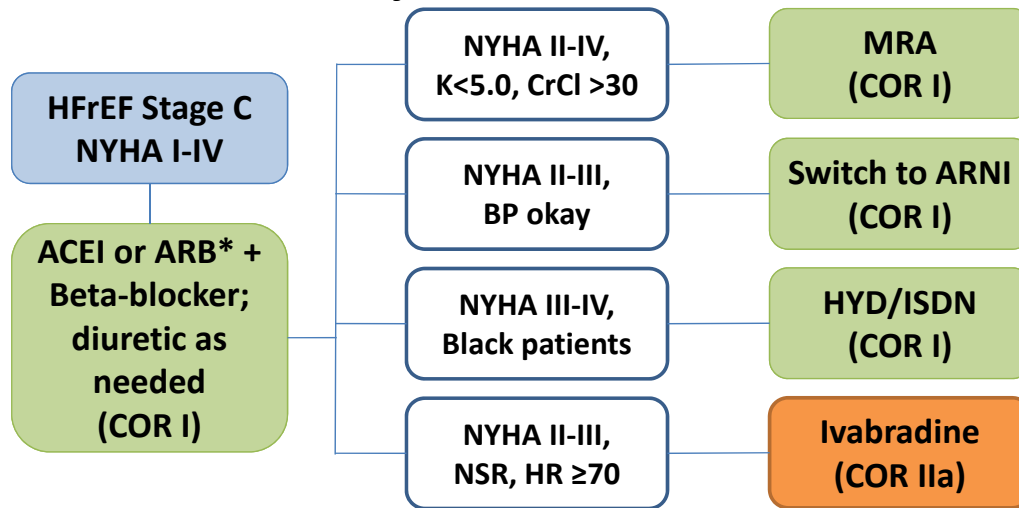 HFrEF Stage C
NYHA I-IV
ACEI or ARB* +
Beta-blocker;
diuretic as
needed
(COR I)
NYHA II-IV,
K<5.0, CrCl >30
MRA
(COR I)
NYHA II-III,
BP okay
Switch to ARNI
(COR I)
NYHA III-IV,
Black patients
HYD/ISDN
(COR I)
NYHA II-III,
NSR, HR ≥70
Ivabradine
(COR IIa)